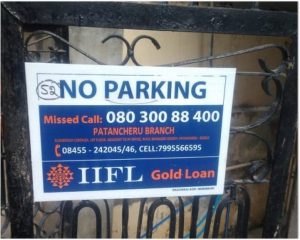 NO PARKING
Missed Call: 080 300 88 400
PATANCHERU BRANCH
08455 - 242045/46, CELL:7995566595
IIFL Gold Loan